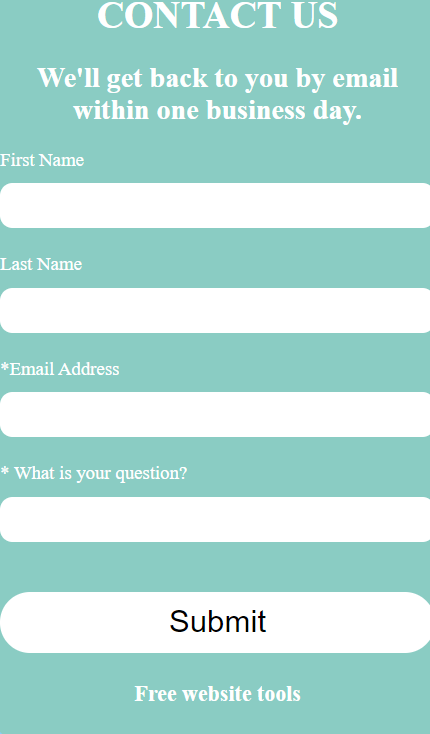 CONTACT US
We'll get back to you by email
within one business day.
First Name
Last Name
*Email Address
* What is your question?
Submit
Free website tools